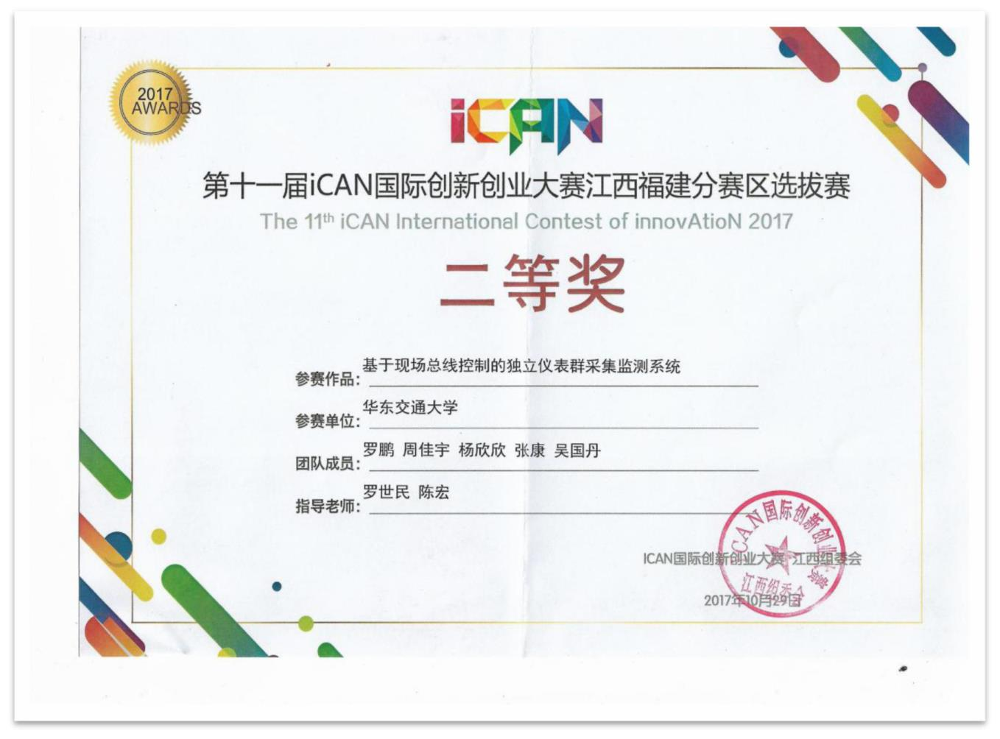 2017
AWARDS
iCAN
第十一届iCAN国际创新创业大赛江西福建分赛区选拔赛
The 11th iCAN International Contest of innovAtioN 2017
二等奖
参赛作品: 基于现场总线控制的独立仪表群采集监测系统
参赛单位: 华东交通大学
团队成员: 罗鹏 周佳宇 杨欣欣 张康 吴国丹
指导老师: 罗世民 陈宏
iCAN国际创新创业大赛
江西组委会
ICAN国际创新创业大赛 江西组委会
2017年10月29日